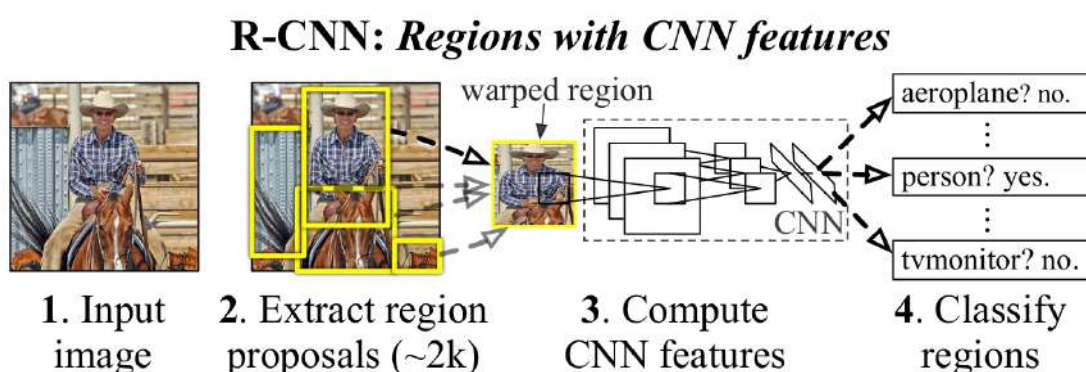 R-CNN: Regions with CNN features
warped region
aeroplane? no.
⋮
person? yes.
⋮
tvmonitor? no.
CNN
1. Input
image
2. Extract region
proposals (~2k)
3. Compute
CNN features
4. Classify
regions